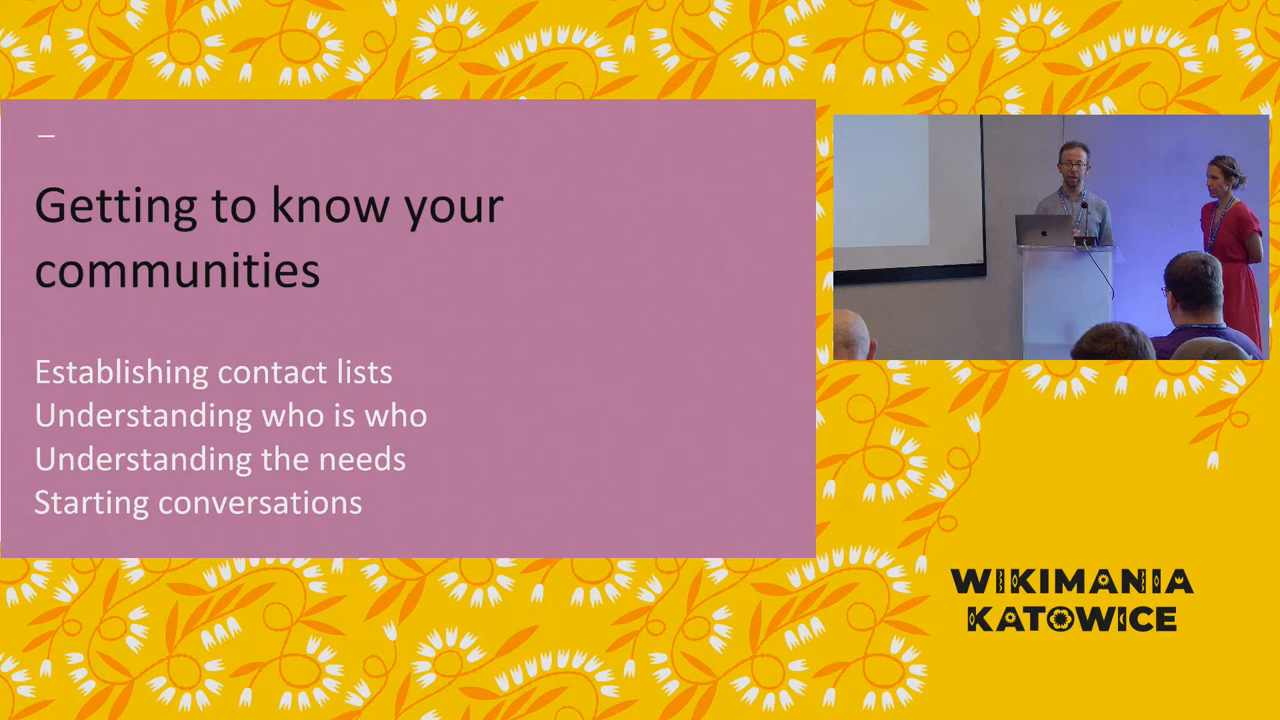 Getting to know your
communities
Establishing contact lists
Understanding who is who
Understanding the needs
Starting conversations
WIKIMANIA
KATOWICE